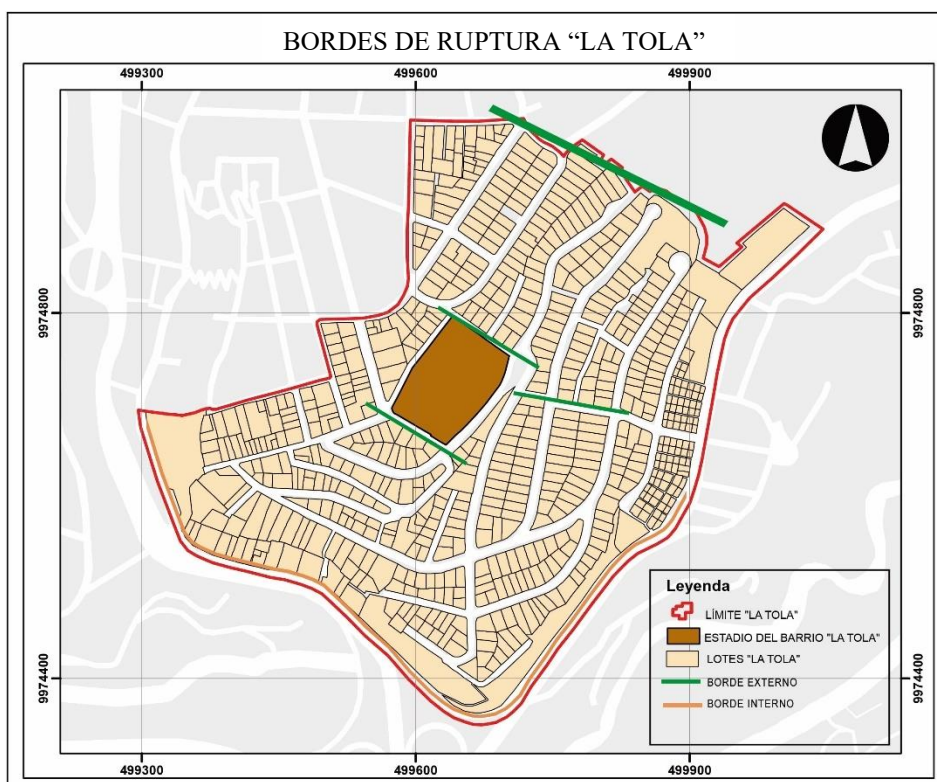 BORDES DE RUPTURA “LA TOLA”
499300 499600 499900
9974800 9974800
9974400 9974400
Leyenda
LÍMITE "LA TOLA"
ESTADIO DEL BARRIO "LA TOLA"
LOTES "LA TOLA"
BORDE EXTERNO
BORDE INTERNO
499300 499600 499900